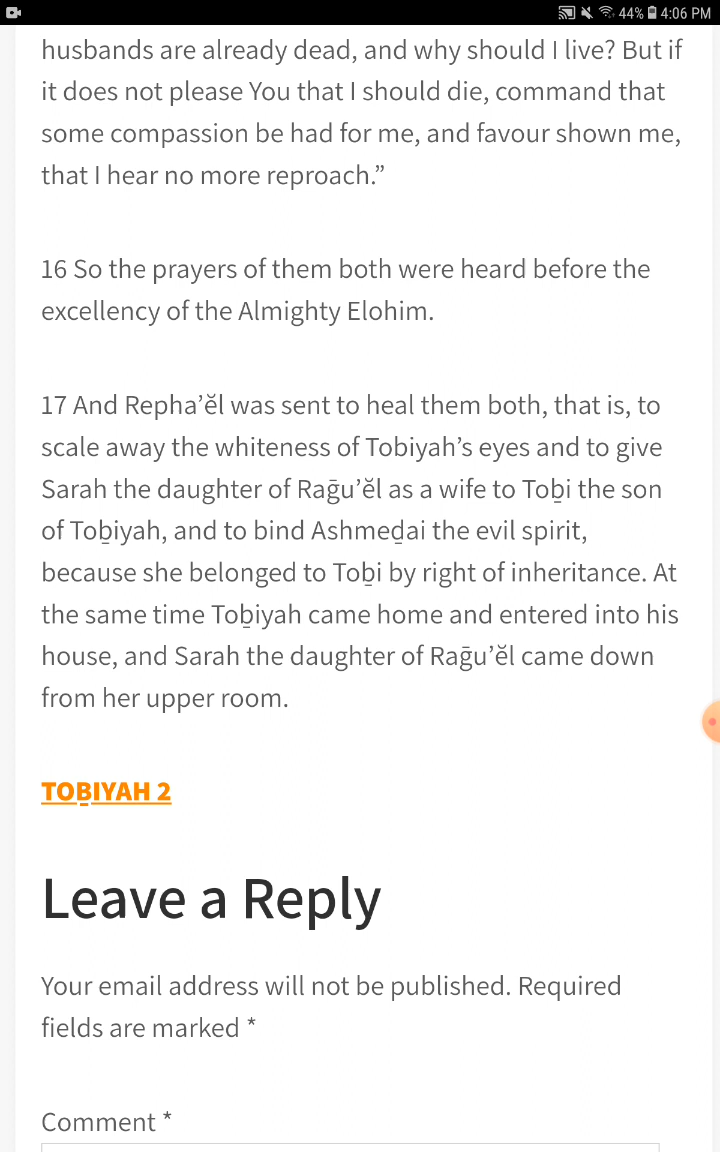 44% 4:06 PM
husbands are already dead, and why should I live? But if
it does not please You that I should die, command that
some compassion be had for me, and favour shown me,
that I hear no more reproach.”
16 So the prayers of them both were heard before the
excellency of the Almighty Elohim.
17 And Repha’ĕl was sent to heal them both, that is, to
scale away the whiteness of Tobiyah’s eyes and to give
Sarah the daughter of Raḡu’ĕl as a wife to Toḇi the son
of Toḇiyah, and to bind Ashmeḏai the evil spirit,
because she belonged to Toḇi by right of inheritance. At
the same time Toḇiyah came home and entered into his
house, and Sarah the daughter of Raḡu’ĕl came down
from her upper room.
TOḆIYAH 2
Leave a Reply
Your email address will not be published. Required
fields are marked *
Comment *